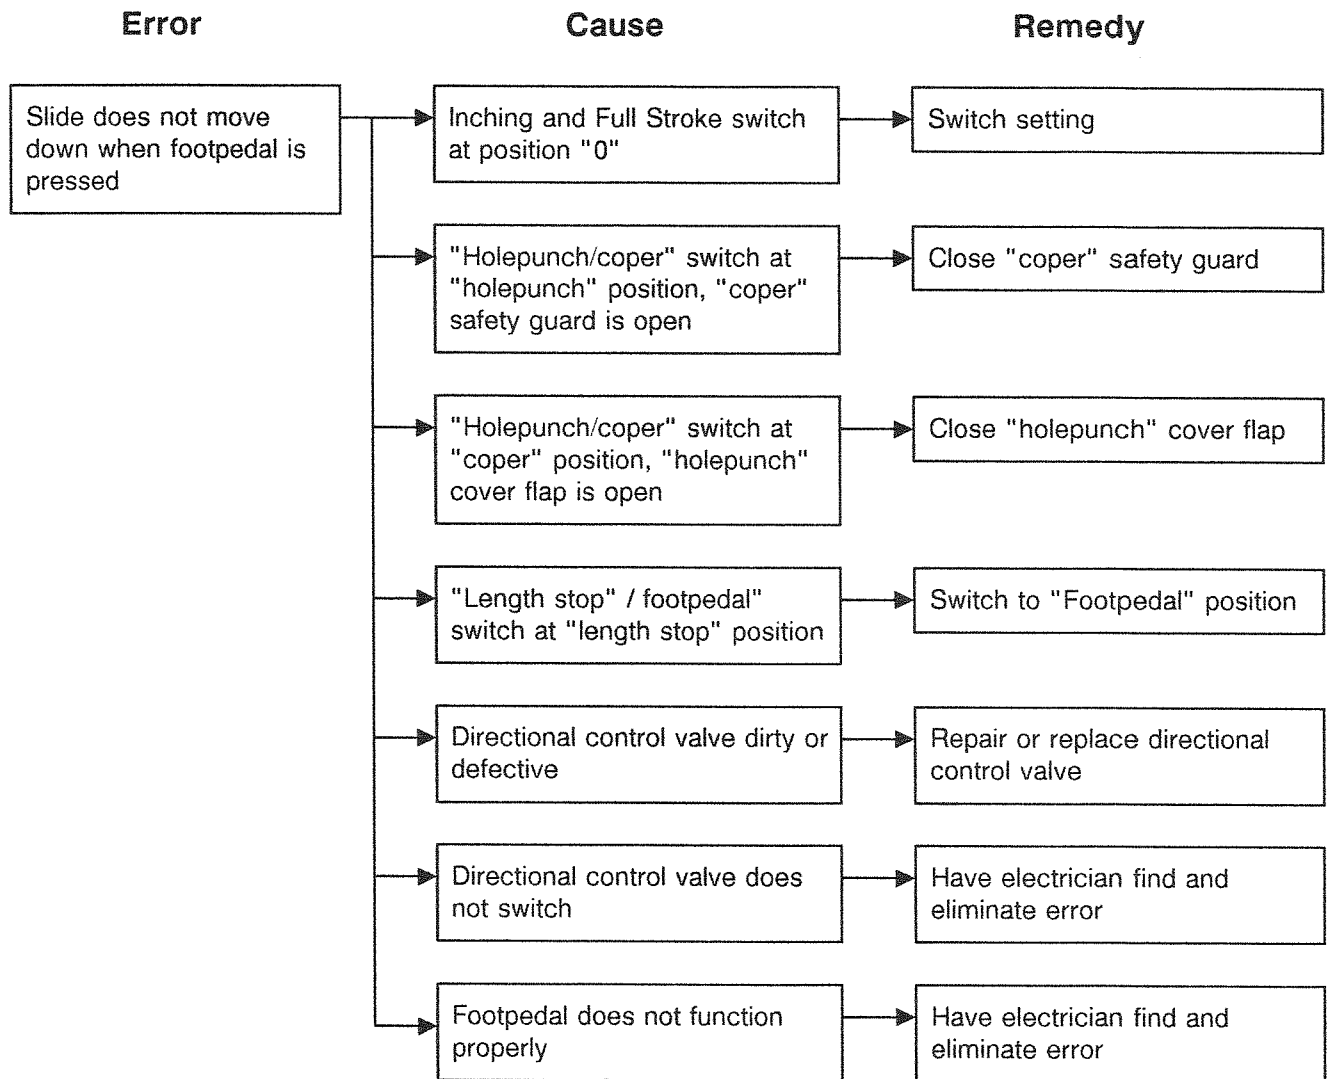 Error
Cause
Remedy
Slide does not move
down when footpedal is
pressed
Inching and Full Stroke switch
at position "0"
Switch setting
"Holepunch/coper" switch at
"holepunch" position, "coper"
safety guard is open
Close "coper" safety guard
"Holepunch/coper" switch at
"coper" position, "holepunch"
cover flap is open
Close "holepunch" cover flap
"Length stop" / footpedal"
switch at "length stop" position
Switch to "Footpedal" position
Directional control valve dirty or
defective
Repair or replace directional
control valve
Directional control valve does
not switch
Have electrician find and
eliminate error
Footpedal does not function
properly
Have electrician find and
eliminate error